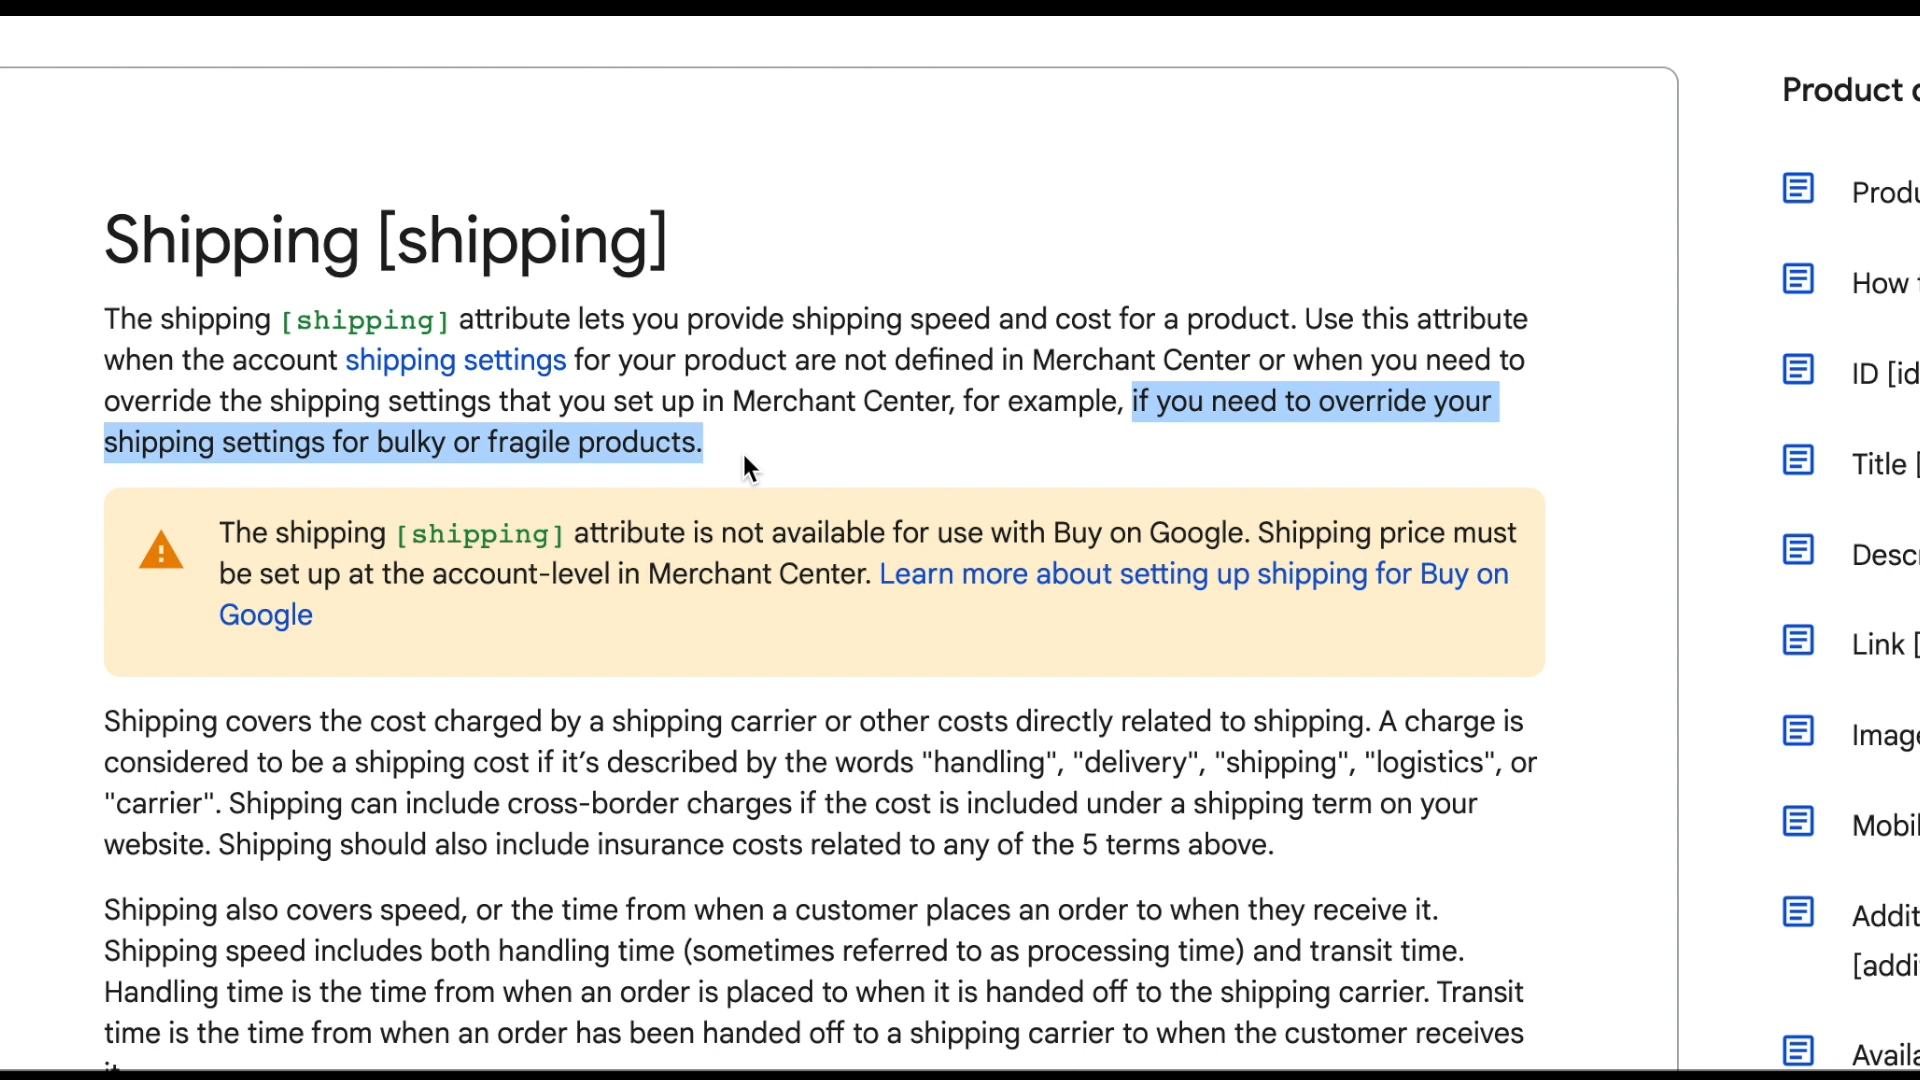 Shipping [shipping]
The shipping [shipping] attribute lets you provide shipping speed and cost for a product. Use this attribute
when the account shipping settings for your product are not defined in Merchant Center or when you need to
override the shipping settings that you set up in Merchant Center, for example, if you need to override your
shipping settings for bulky or fragile products.
The shipping [shipping] attribute is not available for use with Buy on Google. Shipping price must
be set up at the account-level in Merchant Center. Learn more about setting up shipping for Buy on
Google
Shipping covers the cost charged by a shipping carrier or other costs directly related to shipping. A charge is
considered to be a shipping cost if it’s described by the words "handling", "delivery", "shipping", "logistics", or
"carrier". Shipping can include cross-border charges if the cost is included under a shipping term on your
website. Shipping should also include insurance costs related to any of the 5 terms above.
Shipping also covers speed, or the time from when a customer places an order to when they receive it.
Shipping speed includes both handling time (sometimes referred to as processing time) and transit time.
Handling time is the time from when an order is placed to when it is handed off to the shipping carrier. Transit
time is the time from when an order has been handed off to a shipping carrier to when the customer receives
Product
Produ
How
ID [id
Title [
Descr
Link [
Image
Mobil
Addit
[addi
Availa